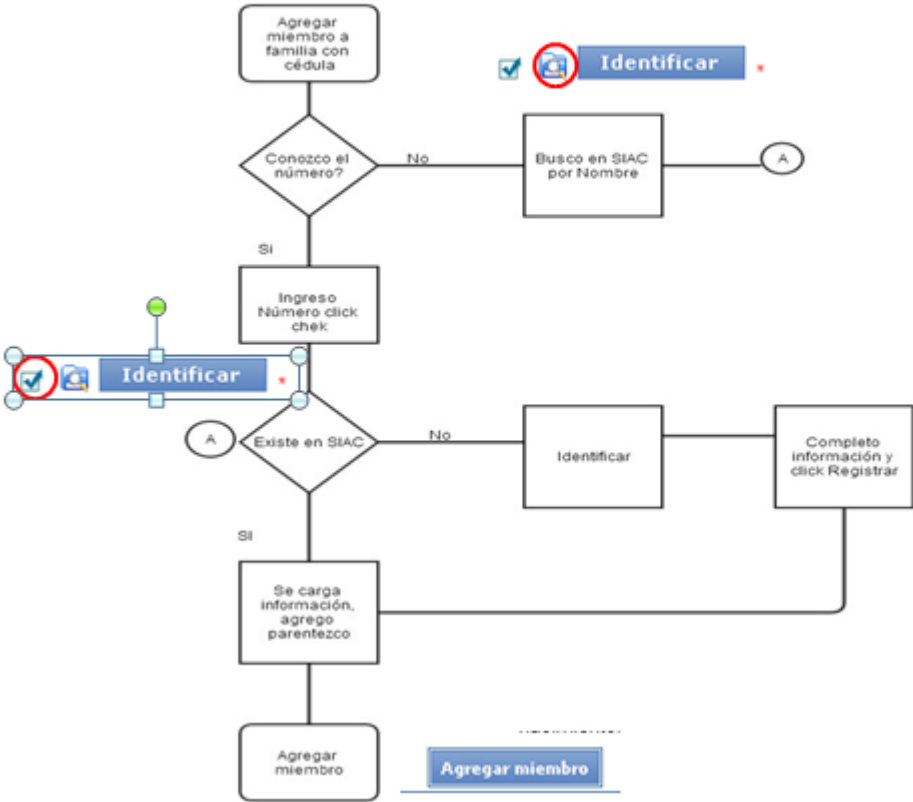 Agregar
miembro a
familia con
cédula
Identificar *
Conozco el
número?
No
Busco en SIAC
por Nombre
A
Si
Ingreso
Número click
chek
Identificar *
A
Existe en SIAC
No
Identificar
Completo
información y
click Registrar
Si
Se carga
información,
agrego
parentezco
Agregar
miembro
Agregar miembro